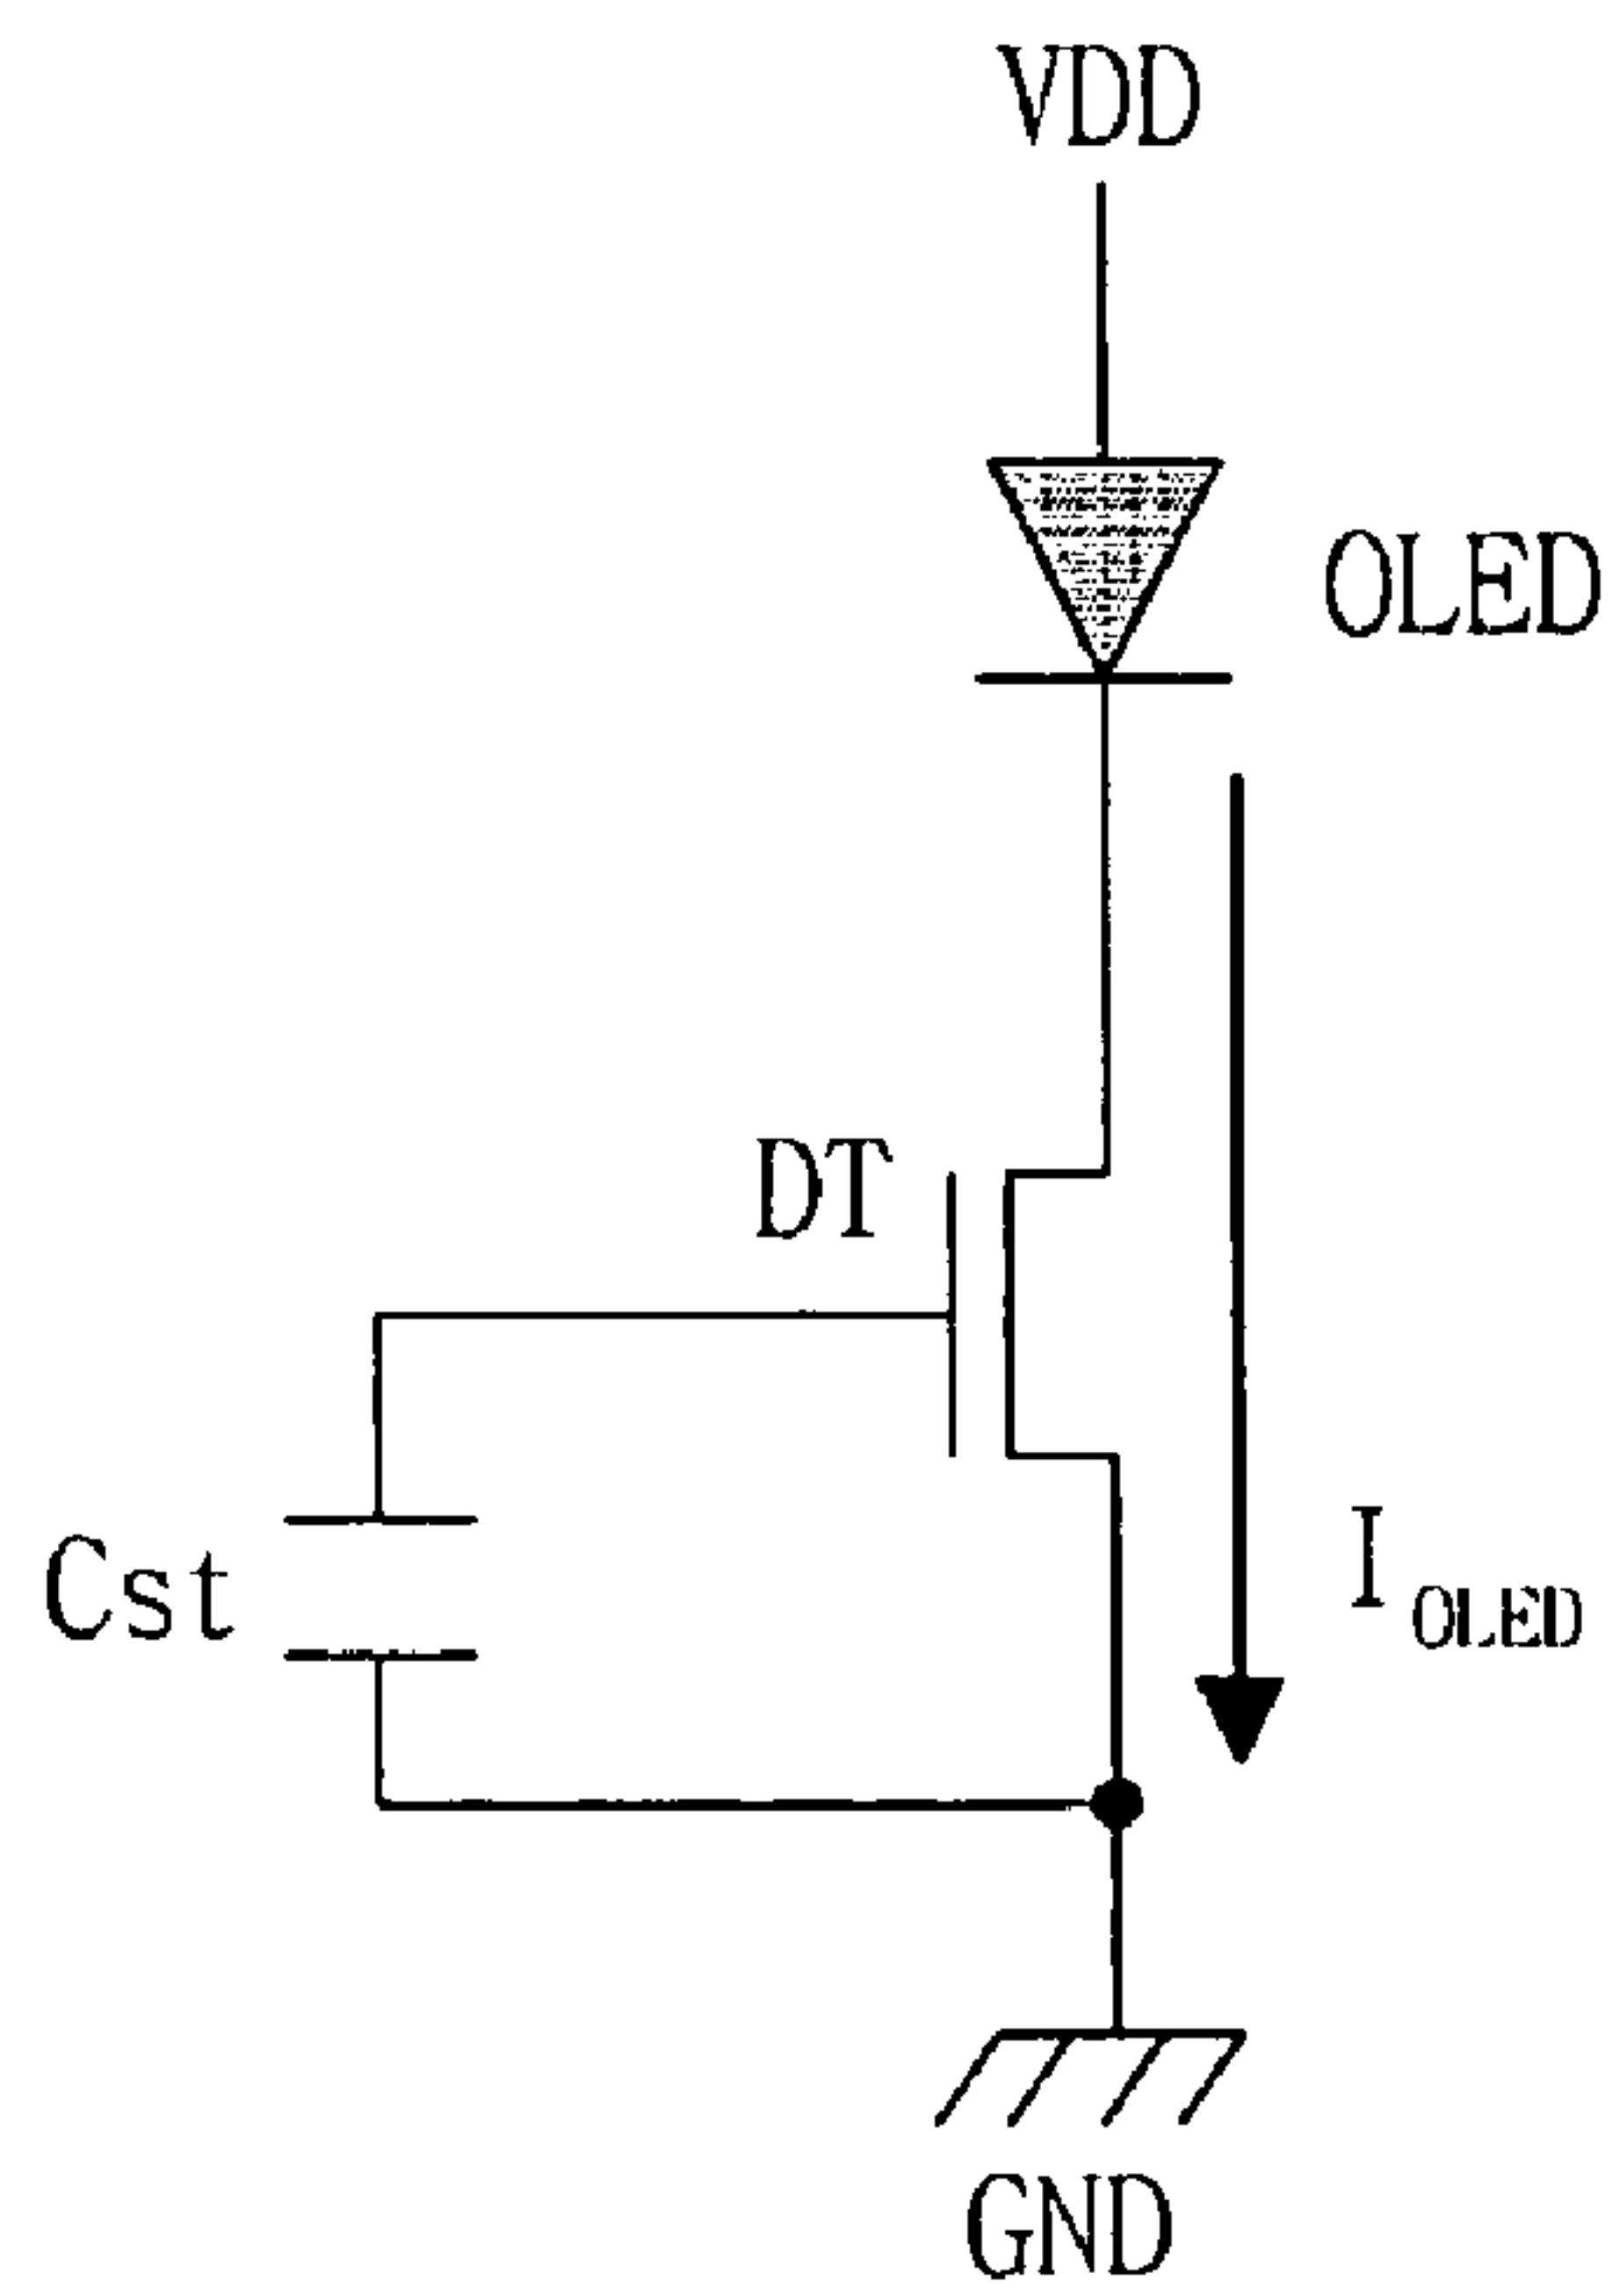 VDD
OLED
DT
Cst
I OLED
GND